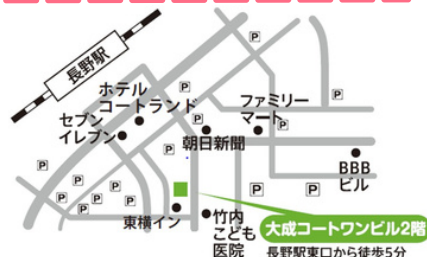 長野駅
P
ホテル
コートランド
P
P
セブン
イレブン
P
ファミリー
マート
P
P
朝日新聞
P
P
BBB
ビル
P
P
P
P
P
P
P
P
東横イン
竹内
こども
医院
大成コートワンビル2階
長野駅東口から徒歩5分